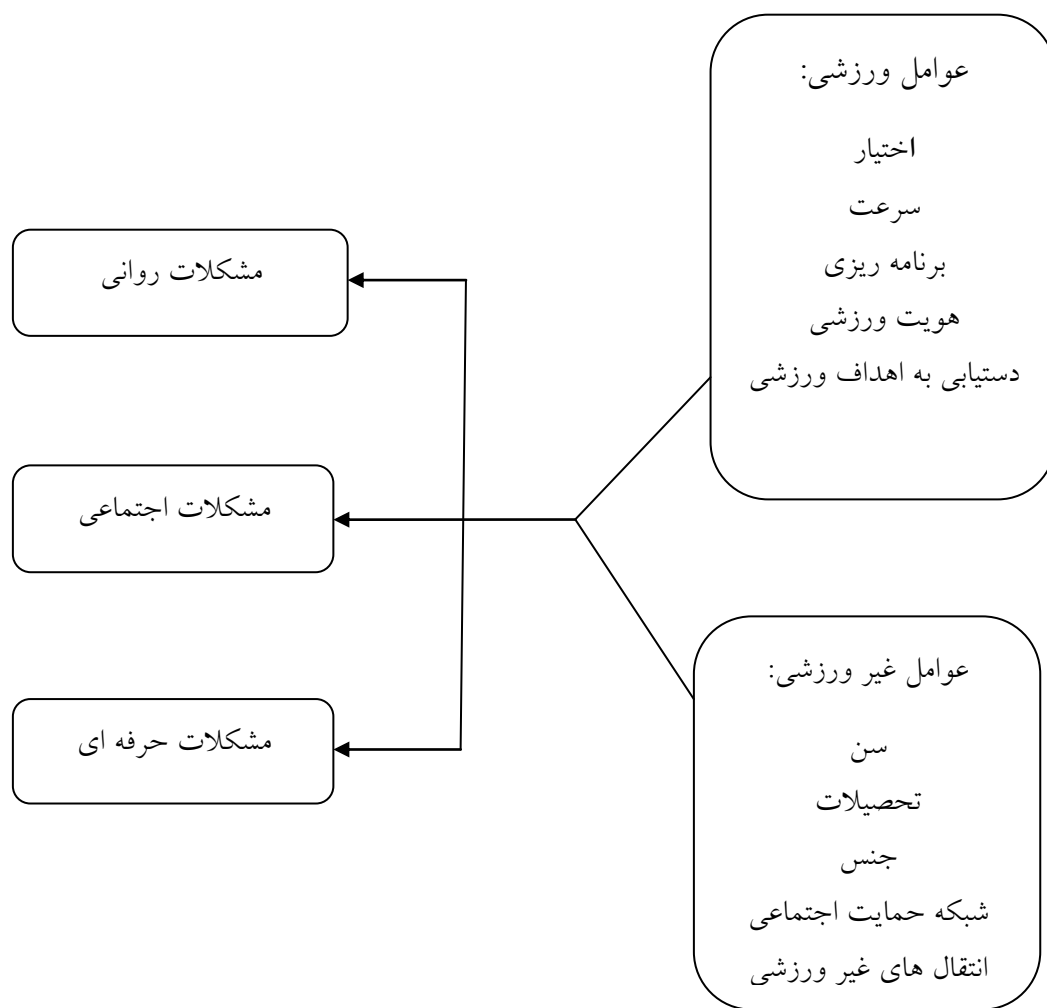 عوامل ورزشی:
اختیار
سرعت
برنامه ریزی
هویت ورزشی
دستیابی به اهداف ورزشی
مشکلات روانی
مشکلات اجتماعی
مشکلات حرفه ای
عوامل غیر ورزشی:
سن
تحصیلات
جنس
شبکه حمایت اجتماعی
انتقال های غیر ورزشی